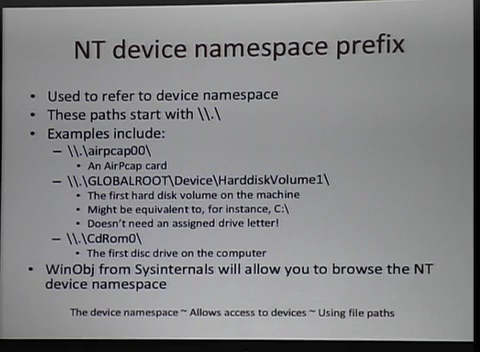 NT device namespace prefix
• Used to refer to device namespace
• These paths start with \\.\
• Examples include:
– \\.\airpcap00\
• An AirPcap card
– \\.\GLOBALROOT\Device\HarddiskVolume1\
• The first hard disk volume on the machine
• Might be equivalent to, for instance, C:\
• Doesn't need an assigned drive letter!
– \\.\CdRom0\
• The first disc drive on the computer
• WinObj from Sysinternals will allow you to browse the NT
device namespace
The device namespace ~ Allows access to devices ~ Using file paths